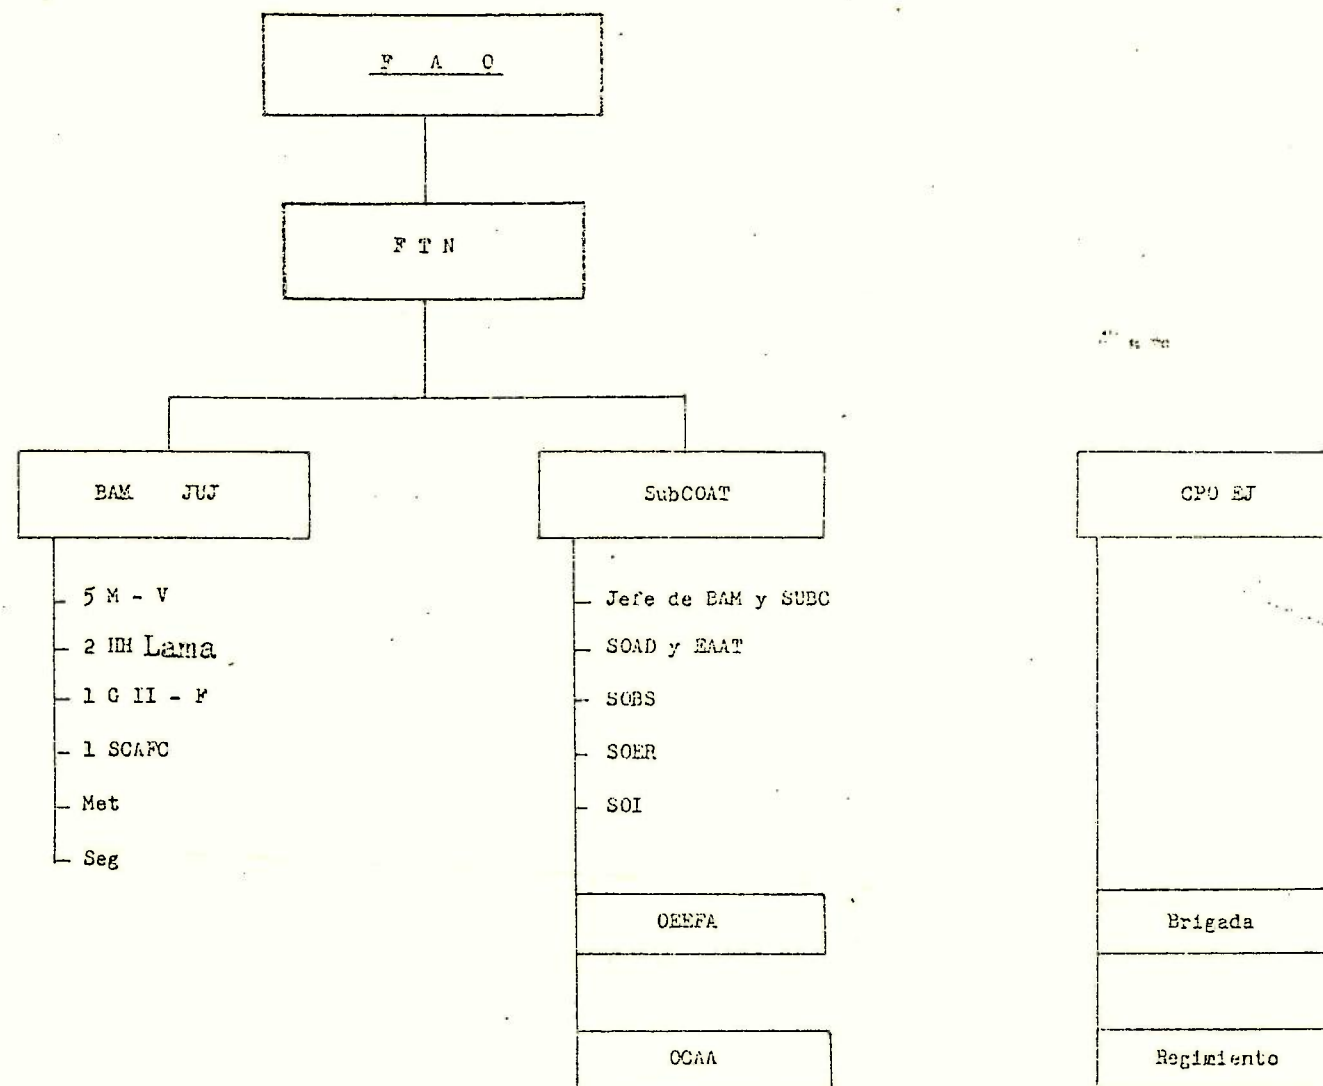 F A O
F T N
BAM JUJ
5 M - V
2 HH Lama
1 G II - F
1 SCAFC
Met
Seg
SubCOAT
Jefe de BAM y SUBC
SOAD y EAAT
SOBS
SOER
SOI
OEEFA
OCAA
CPO EJ
Brigada
Regimiento